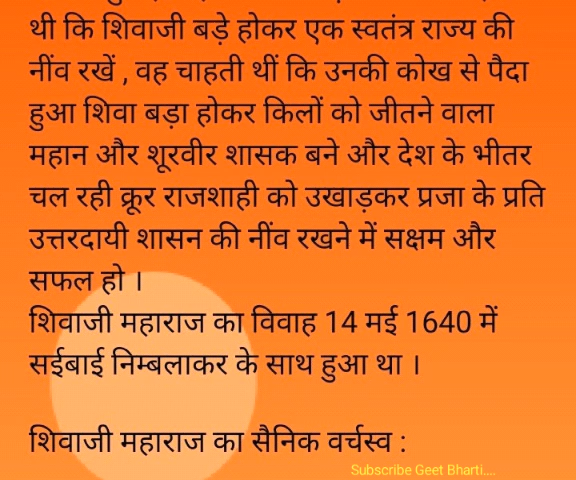 थी कि शिवाजी बड़े होकर एक स्वतंत्र राज्य की
नींव रखें , वह चाहती थीं कि उनकी कोख से पैदा
हुआ शिवा बड़ा होकर किलों को जीतने वाला
महान और शूरवीर शासक बने और देश के भीतर
चल रही क्रूर राजशाही को उखाड़कर प्रजा के प्रति
उत्तरदायी शासन की नींव रखने में सक्षम और
सफल हो ।
शिवाजी महाराज का विवाह 14 मई 1640 में
सईबाई निम्बलाकर के साथ हुआ था ।
शिवाजी महाराज का सैनिक वर्चस्व :
Subscribe Geet Bharti....